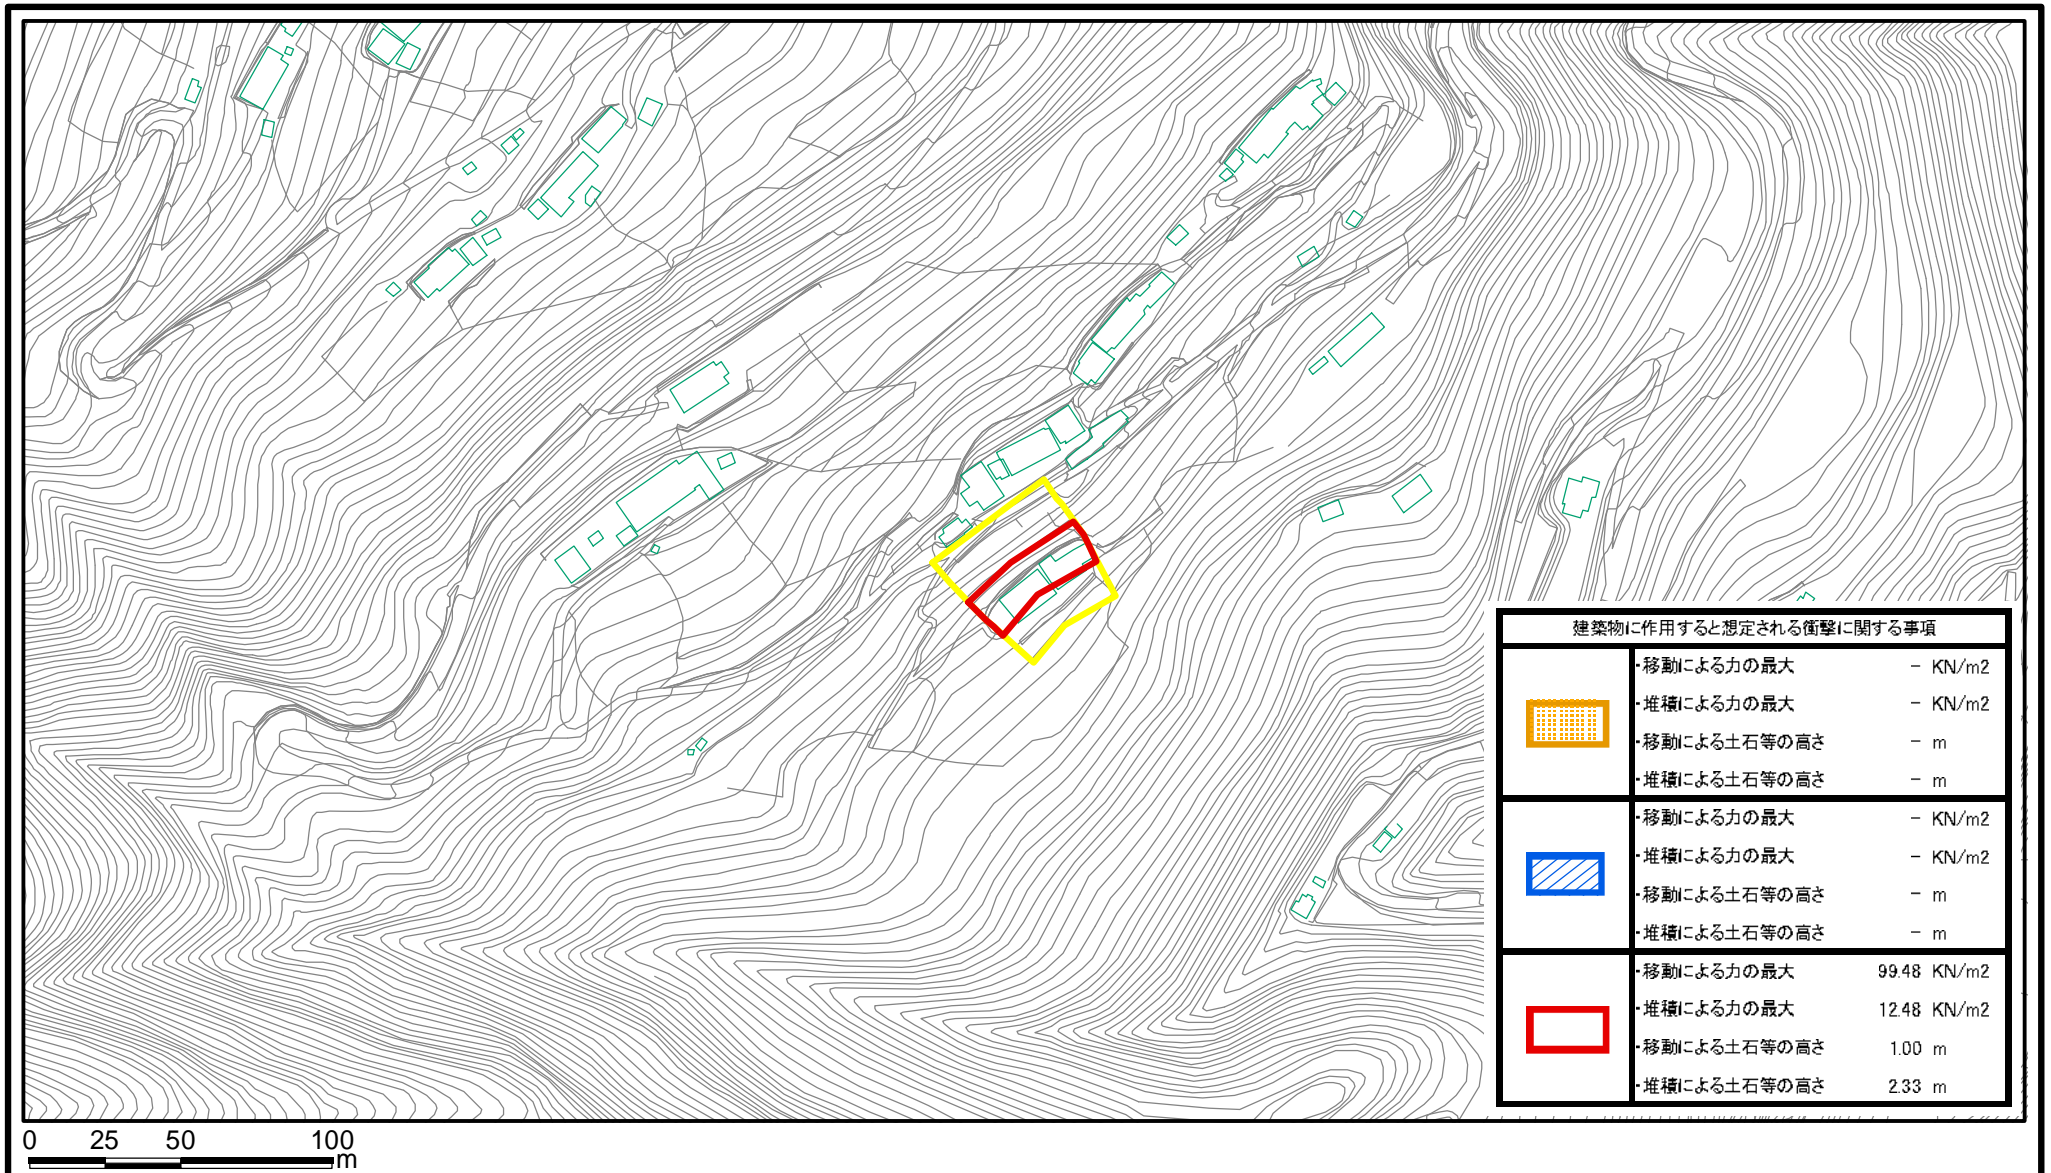 建築物に作用すると想定される衝撃に関する事項
・移動による力の最大 - KN/m2
・堆積による力の最大 - KN/m2
・移動による土石等の高さ - m
・堆積による土石等の高さ - m
・移動による力の最大 - KN/m2
・堆積による力の最大 - KN/m2
・移動による土石等の高さ - m
・堆積による土石等の高さ - m
・移動による力の最大 99.48 KN/m2
・堆積による力の最大 12.48 KN/m2
・移動による土石等の高さ 1.00 m
・堆積による土石等の高さ 2.33 m
0 25 50 100
m